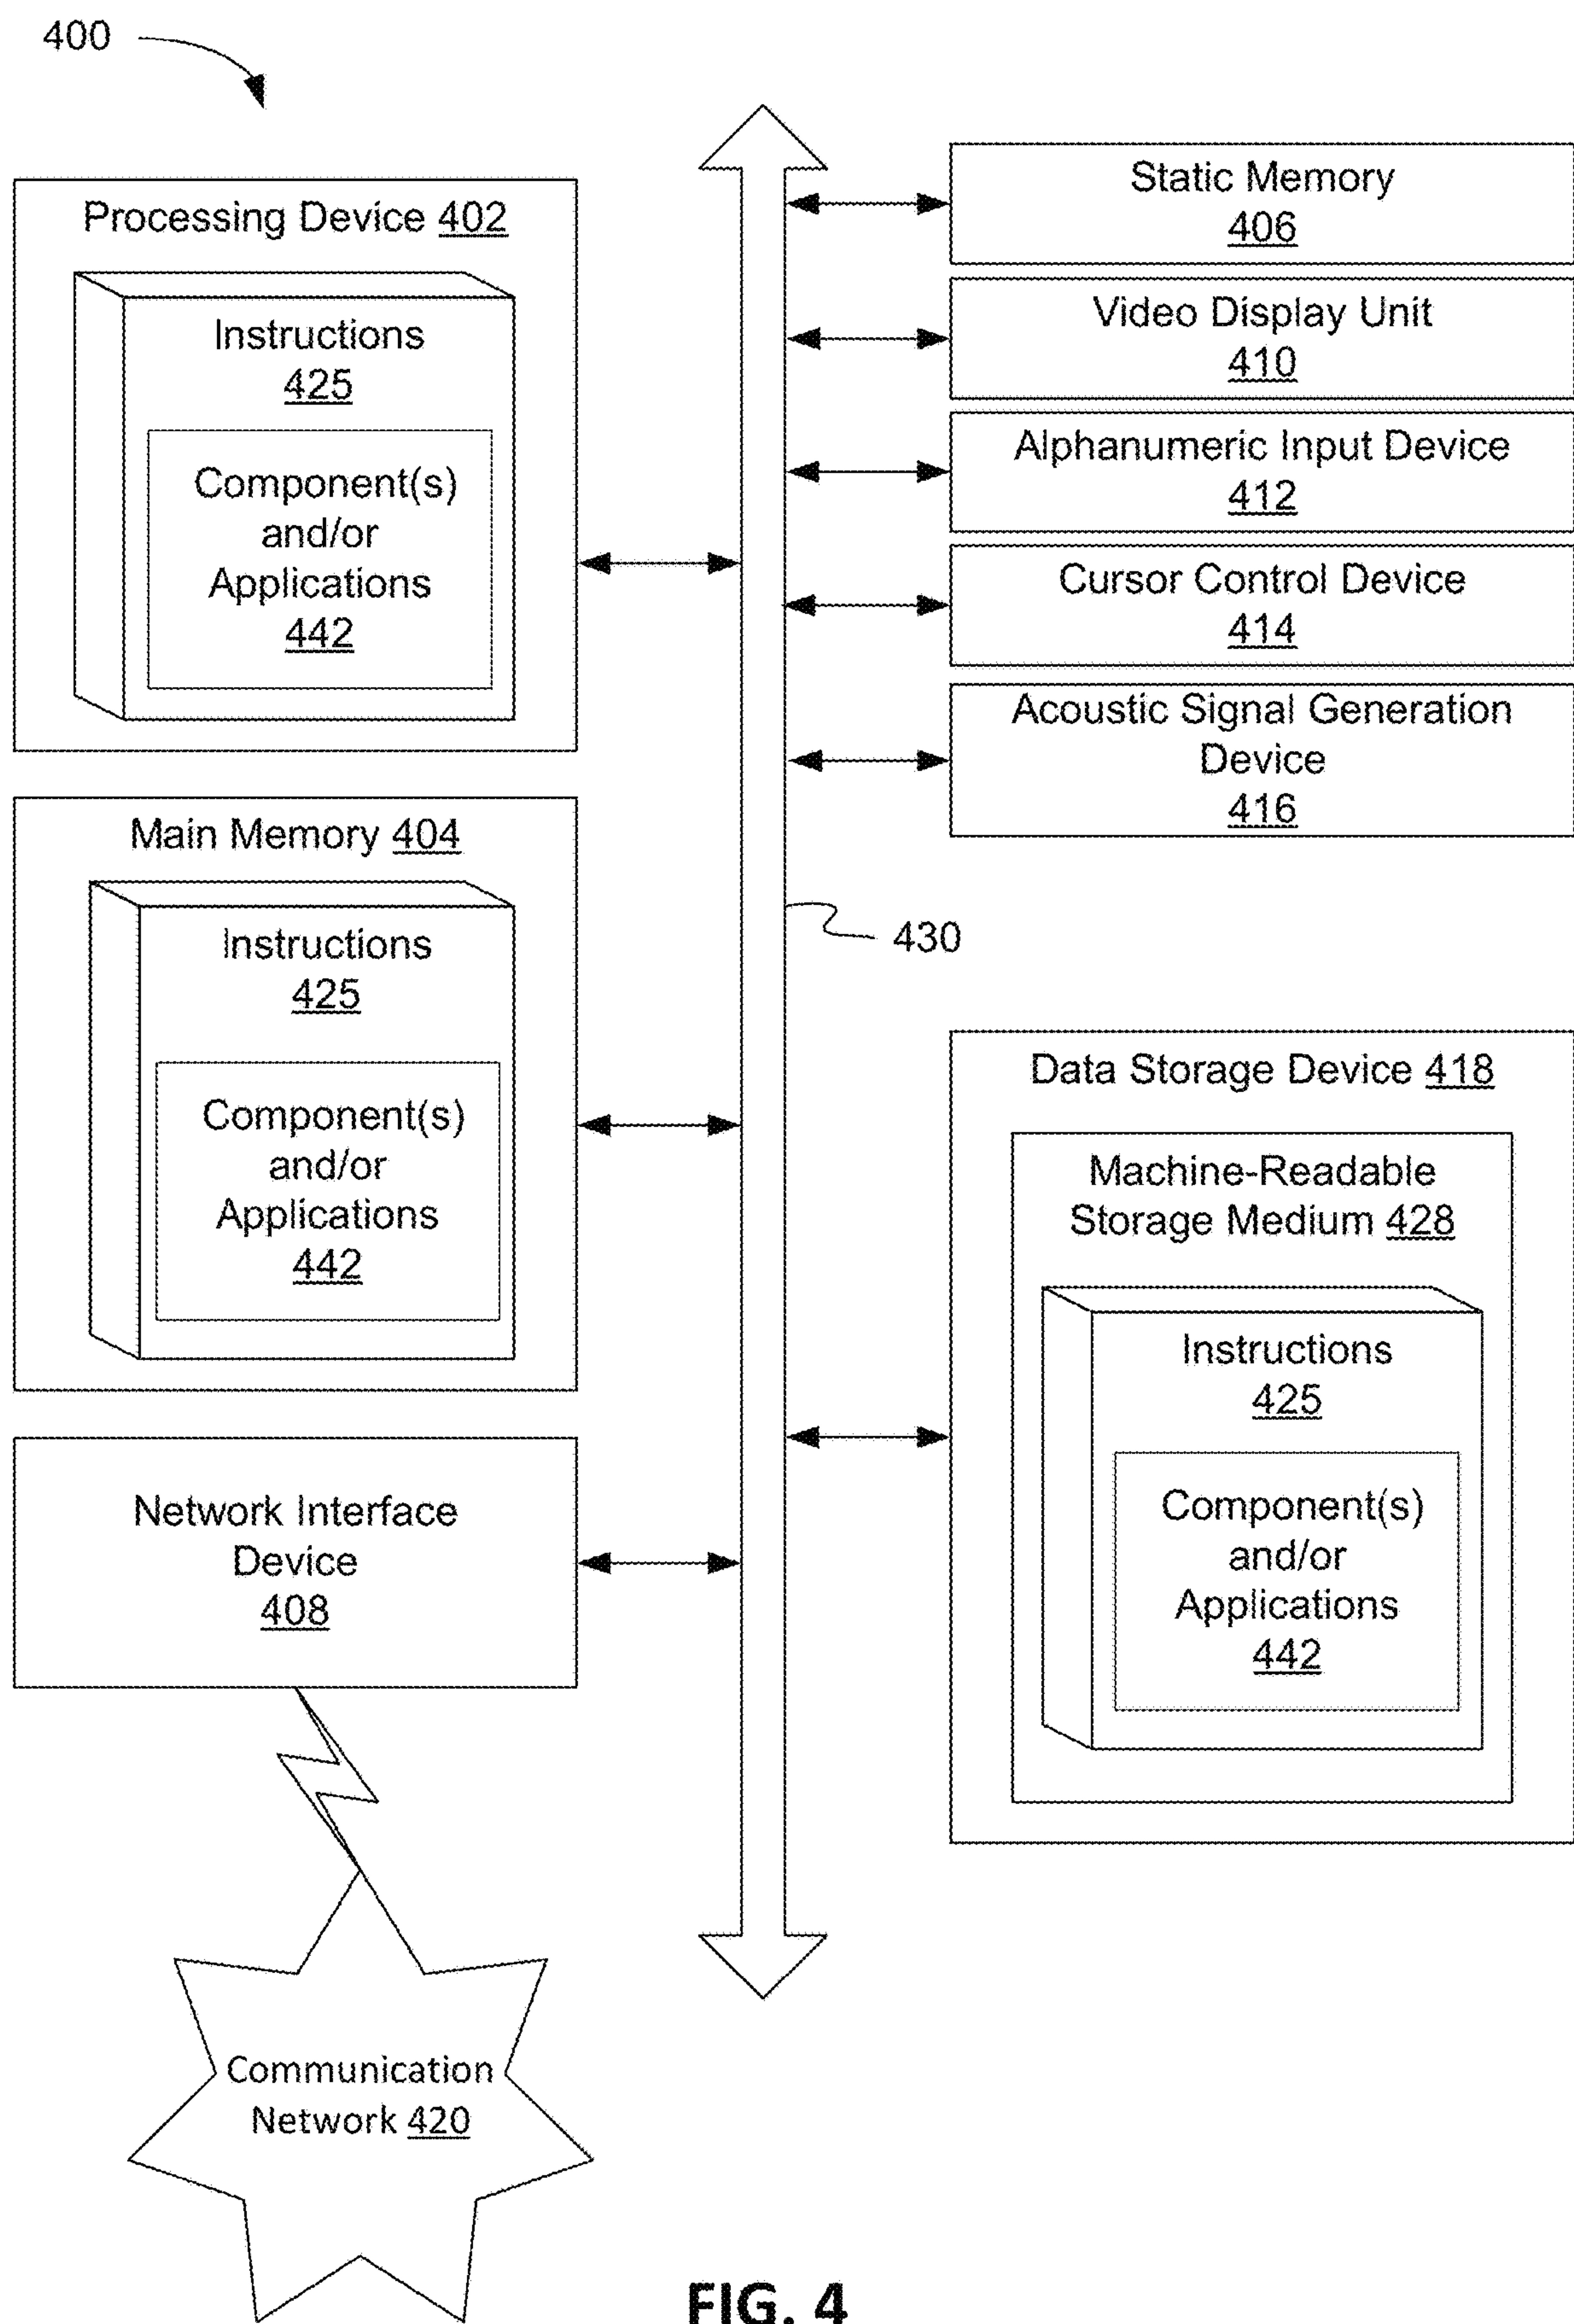 400
Processing Device 402
Instructions
425
Component(s)
and/or
Applications
442
Main Memory 404
Instructions
425
Component(s)
and/or
Applications
442
Network Interface
Device
408
Communication
Network 420
Static Memory
406
Video Display Unit
410
Alphanumeric Input Device
412
Cursor Control Device
414
Acoustic Signal Generation
Device
416
430
Data Storage Device 418
Machine-Readable
Storage Medium 428
Instructions
425
Component(s)
and/or
Applications
442
FIG. 4